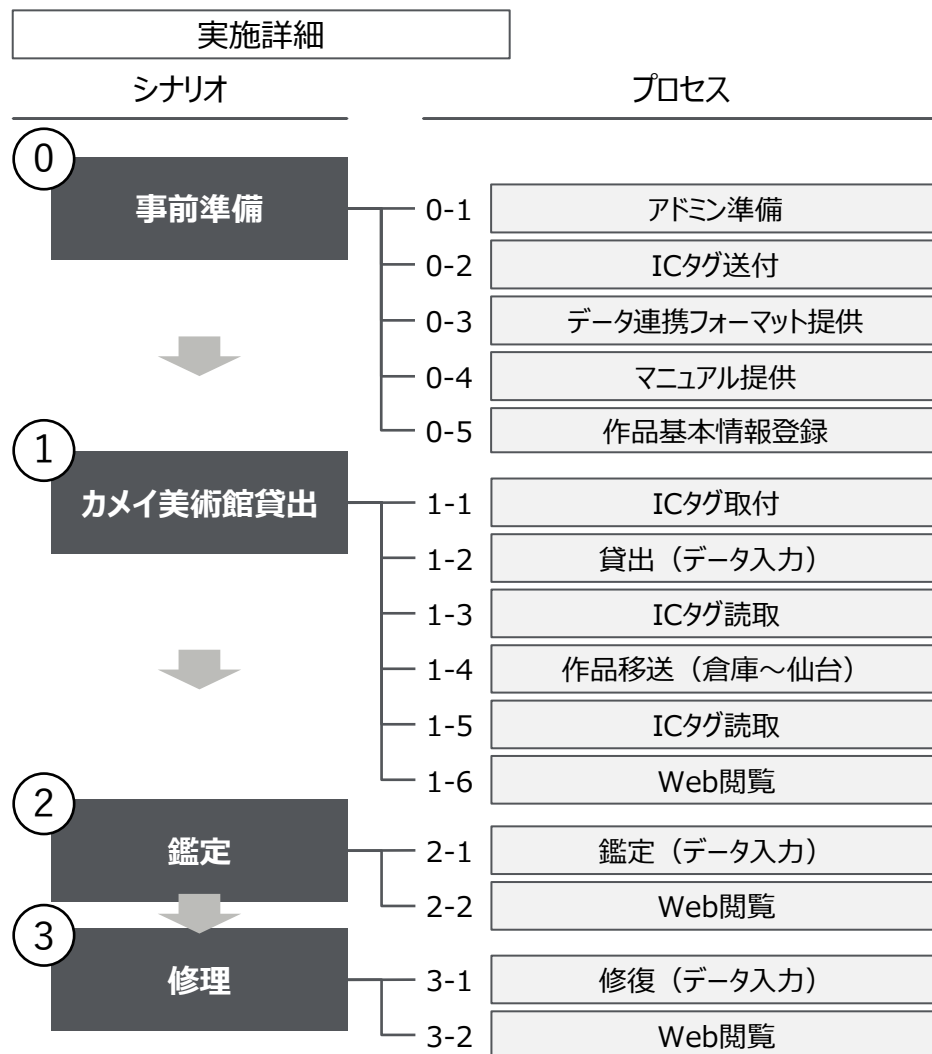 実施詳細
シナリオ
プロセス
0
事前準備
0-1 アドミン準備
0-2 ICタグ送付
0-3 データ連携フォーマット提供
0-4 マニュアル提供
0-5 作品基本情報登録
1
カメイ美術館貸出
1-1 ICタグ取付
1-2 貸出（データ入力）
1-3 ICタグ読取
1-4 作品移送（倉庫～仙台）
1-5 ICタグ読取
1-6 Web閲覧
2
鑑定
2-1 鑑定（データ入力）
2-2 Web閲覧
3
修理
3-1 修復（データ入力）
3-2 Web閲覧